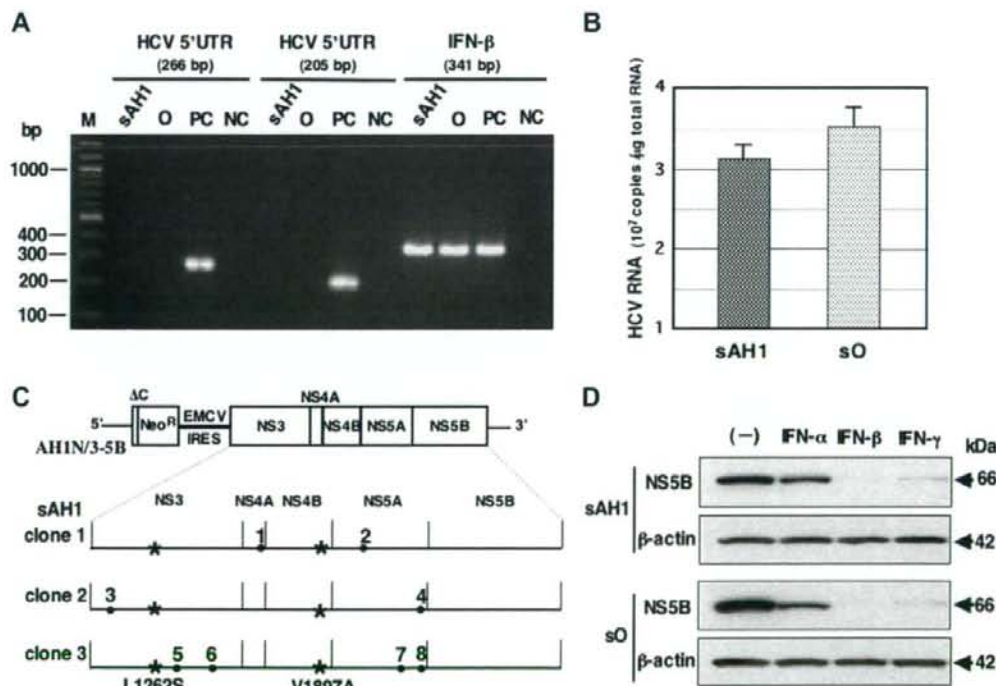 A
HCV 5'UTR
(266 bp)
HCV 5'UTR
(205 bp)
IFN-β
(341 bp)
M sAH1 O PC NC sAH1 O PC NC sAH1 O PC NC
bp
1000
400
300
200
100
B
HCV RNA (10⁷ copies /μg total RNA)
4
3
2
1
sAH1 sO
C
ΔC NS4A
5' Neo^R EMCV IRES NS3 NS4B NS5A NS5B 3'
AH1N/3-5B
sAH1 NS3 NS4A NS4B NS5A NS5B
clone 1 * 1 * 2
clone 2 3 * * 4
clone 3 * 5 6 * 7 8
L1262S V1897A
D
(−) IFN-α IFN-β IFN-γ kDa
sAH1
NS5B 66
β-actin 42
sO
NS5B 66
β-actin 42